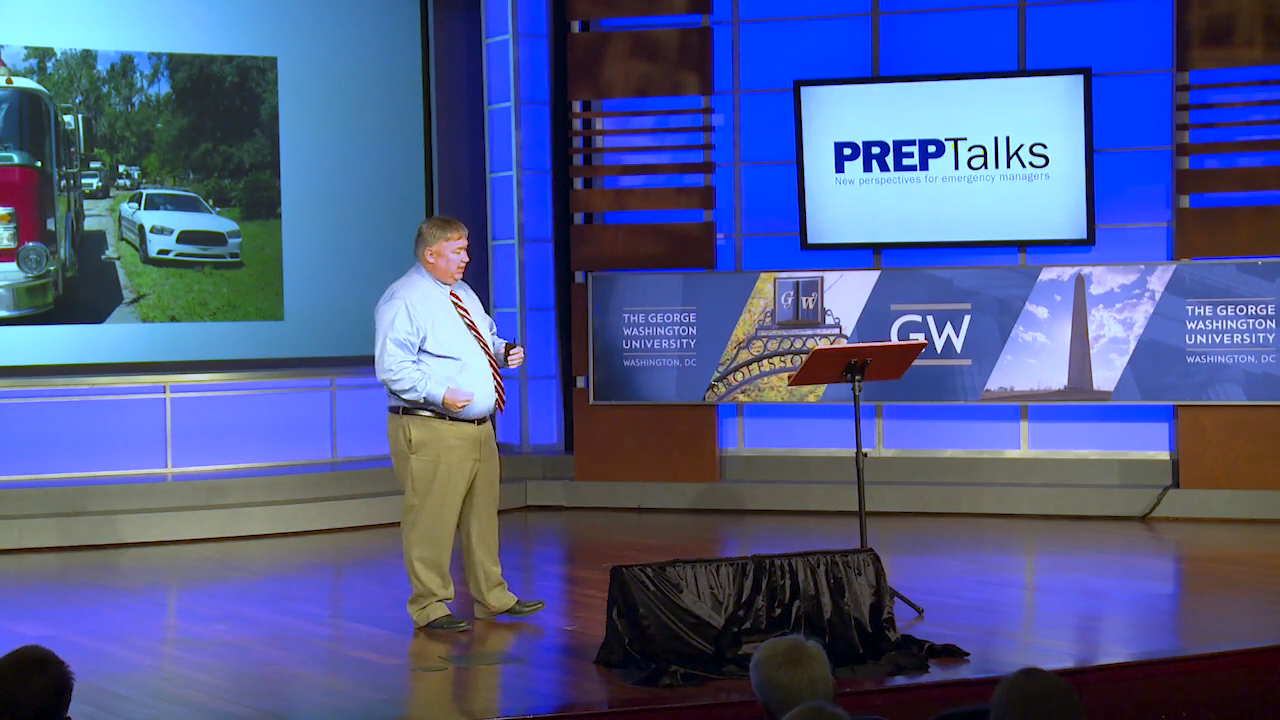 PREPTalks
New perspectives for emergency managers
THE GEORGE
WASHINGTON
UNIVERSITY
WASHINGTON, DC
GW
PROFESSO
GW
THE GEORGE
WASHINGTON
UNIVERSITY
WASHINGTON, DC